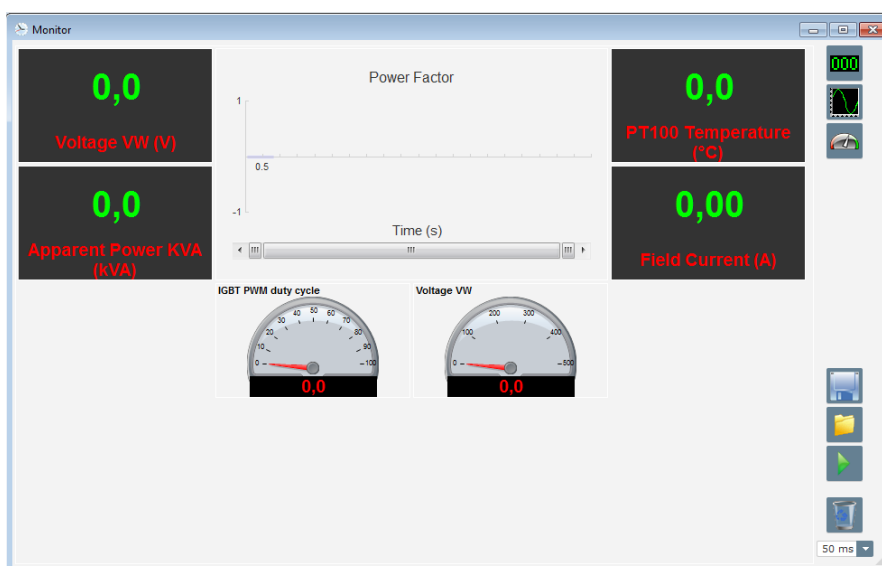 Monitor
0,0
Voltage VW (V)
0,0
Apparent Power KVA
(kVA)
Power Factor
1
0.5
-1
Time (s)
0,0
PT100 Temperature
(°C)
0,00
Field Current (A)
000
IGBT PWM duty cycle
0
10
20
30
40
50
60
70
80
90
100
0,0
Voltage VW
0
100
200
300
400
500
0,0
50 ms